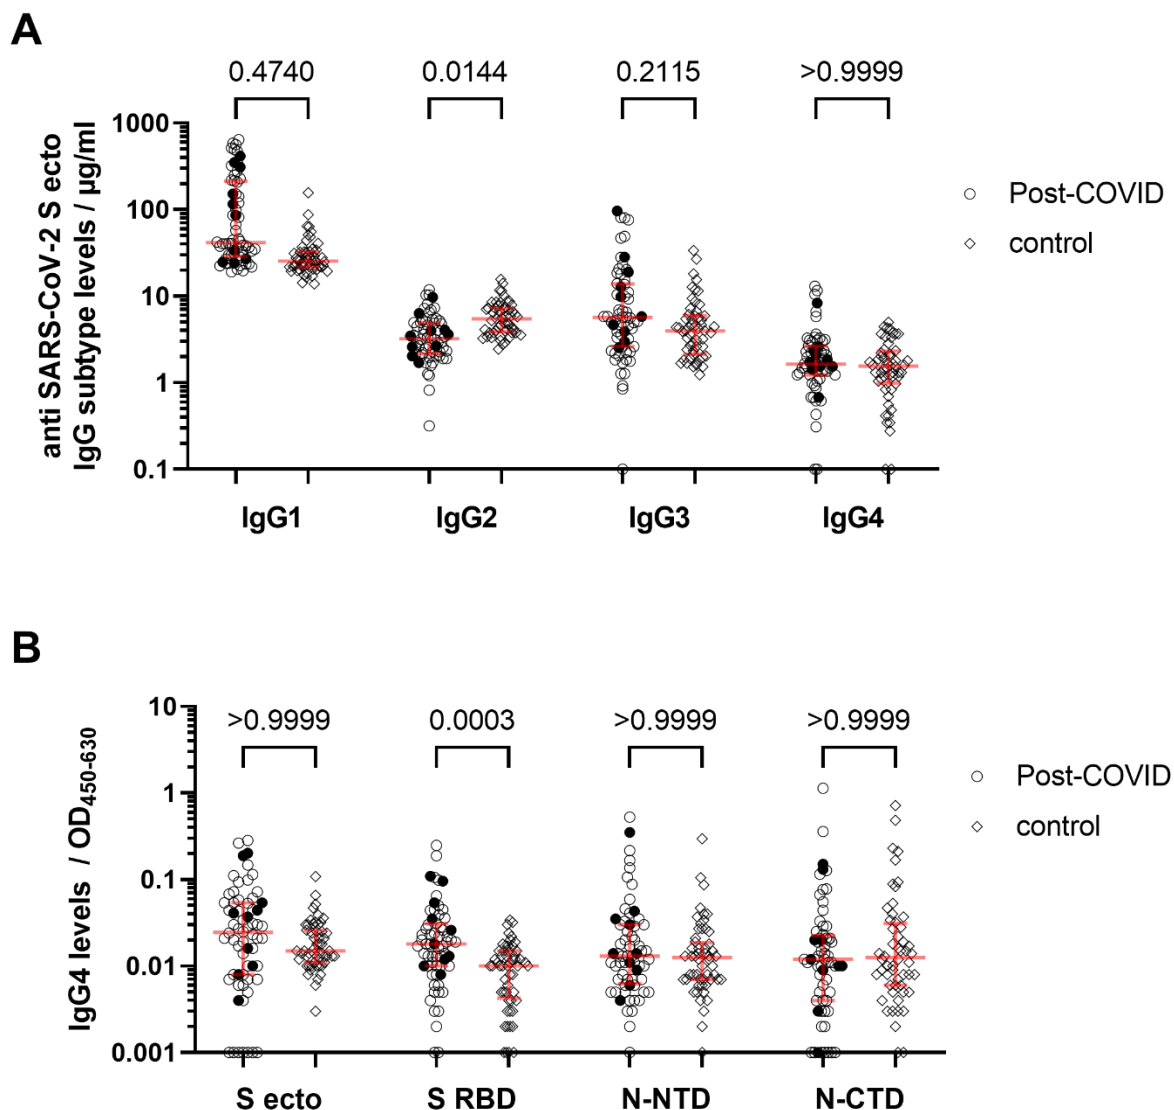 A
0.4740 0.0144 0.2115 >0.9999
anti SARS-CoV-2 S ecto
IgG subtype levels / µg/ml
1000
100
10
1
0.1
Post-COVID
control
IgG1 IgG2 IgG3 IgG4
B
>0.9999 0.0003 >0.9999 >0.9999
IgG4 levels / OD450-630
10
1
0.1
0.01
0.001
Post-COVID
control
S ecto S RBD N-NTD N-CTD